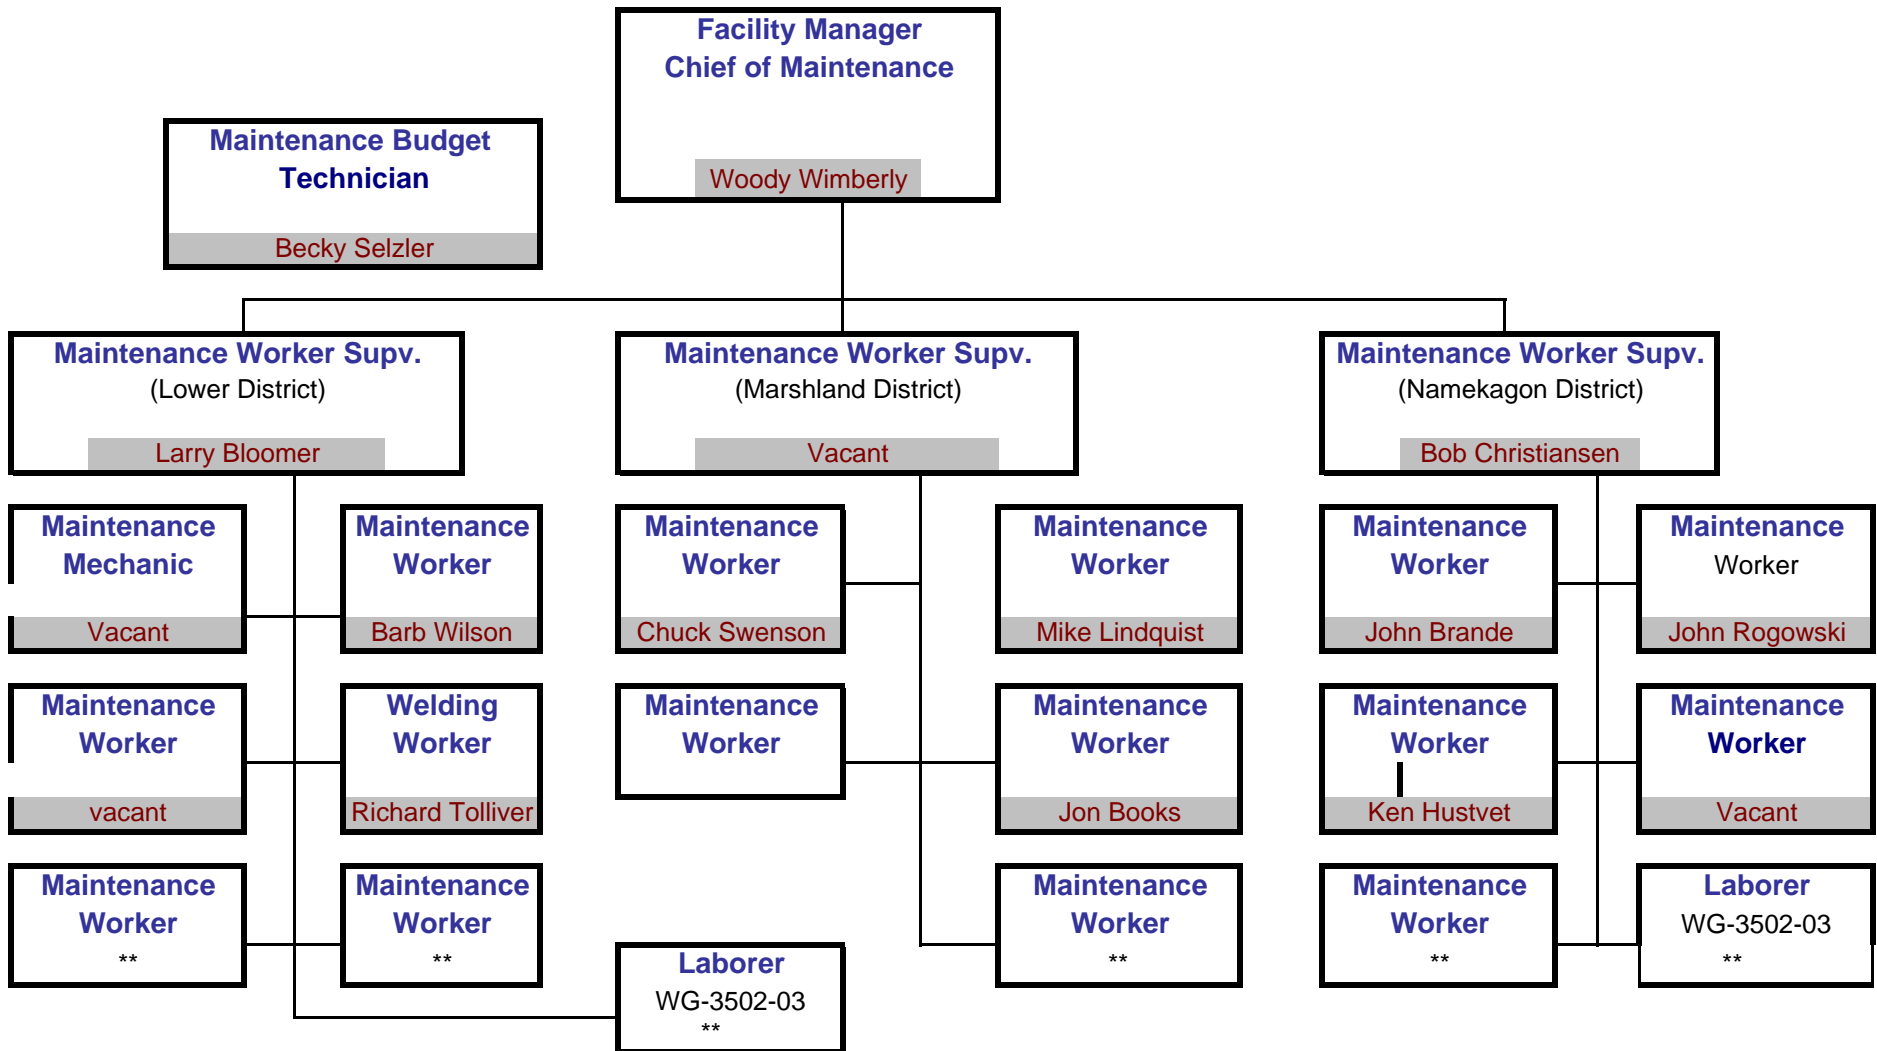 Facility Manager
Chief of Maintenance
Woody Wimberly
Maintenance Budget
Technician
Becky Selzler
Maintenance Worker Supv.
(Lower District)
Larry Bloomer
Maintenance Worker Supv.
(Marshland District)
Vacant
Maintenance Worker Supv.
(Namekagon District)
Bob Christiansen
Maintenance
Mechanic
Vacant
Maintenance
Worker
Barb Wilson
Maintenance
Worker
Chuck Swenson
Maintenance
Worker
Mike Lindquist
Maintenance
Worker
John Brande
Maintenance
Worker
John Rogowski
Maintenance
Worker
vacant
Welding
Worker
Richard Tolliver
Maintenance
Worker
Maintenance
Worker
Jon Books
Maintenance
Worker
Ken Hustvet
Maintenance
Worker
Vacant
Maintenance
Worker
**
Maintenance
Worker
**
Laborer
WG-3502-03
**
Maintenance
Worker
**
Maintenance
Worker
**
Laborer
WG-3502-03
**